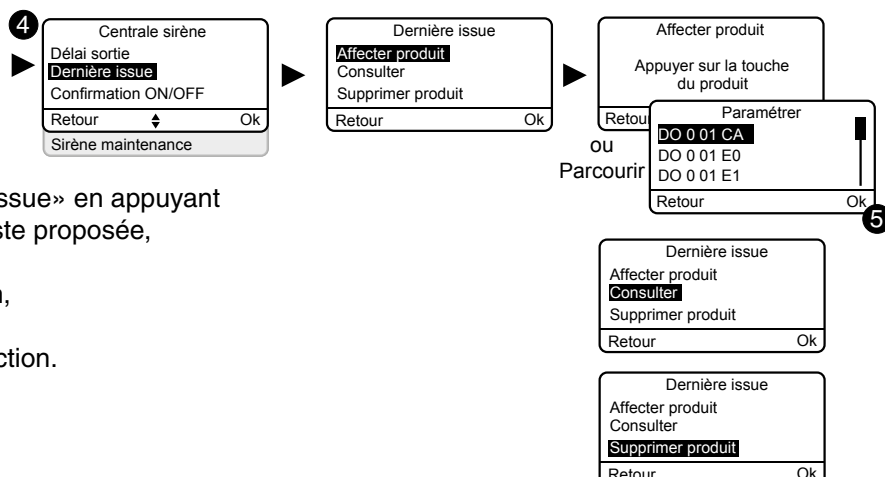 4
Centrale sirène
Délai sortie
Dernière issue
Confirmation ON/OFF
Retour Ok
Sirène maintenance
Dernière issue
Affecter produit
Consulter
Supprimer produit
Retour Ok
Affecter produit
Appuyer sur la touche
du produit
Retou
ou
Parcourir
Paramétrer
DO 0 01 CA
DO 0 01 E0
DO 0 01 E1
Retour Ok
5
issue» en appuyant
ste proposée,
n,
ction.
Dernière issue
Affecter produit
Consulter
Supprimer produit
Retour Ok
Dernière issue
Affecter produit
Consulter
Supprimer produit
Retour Ok